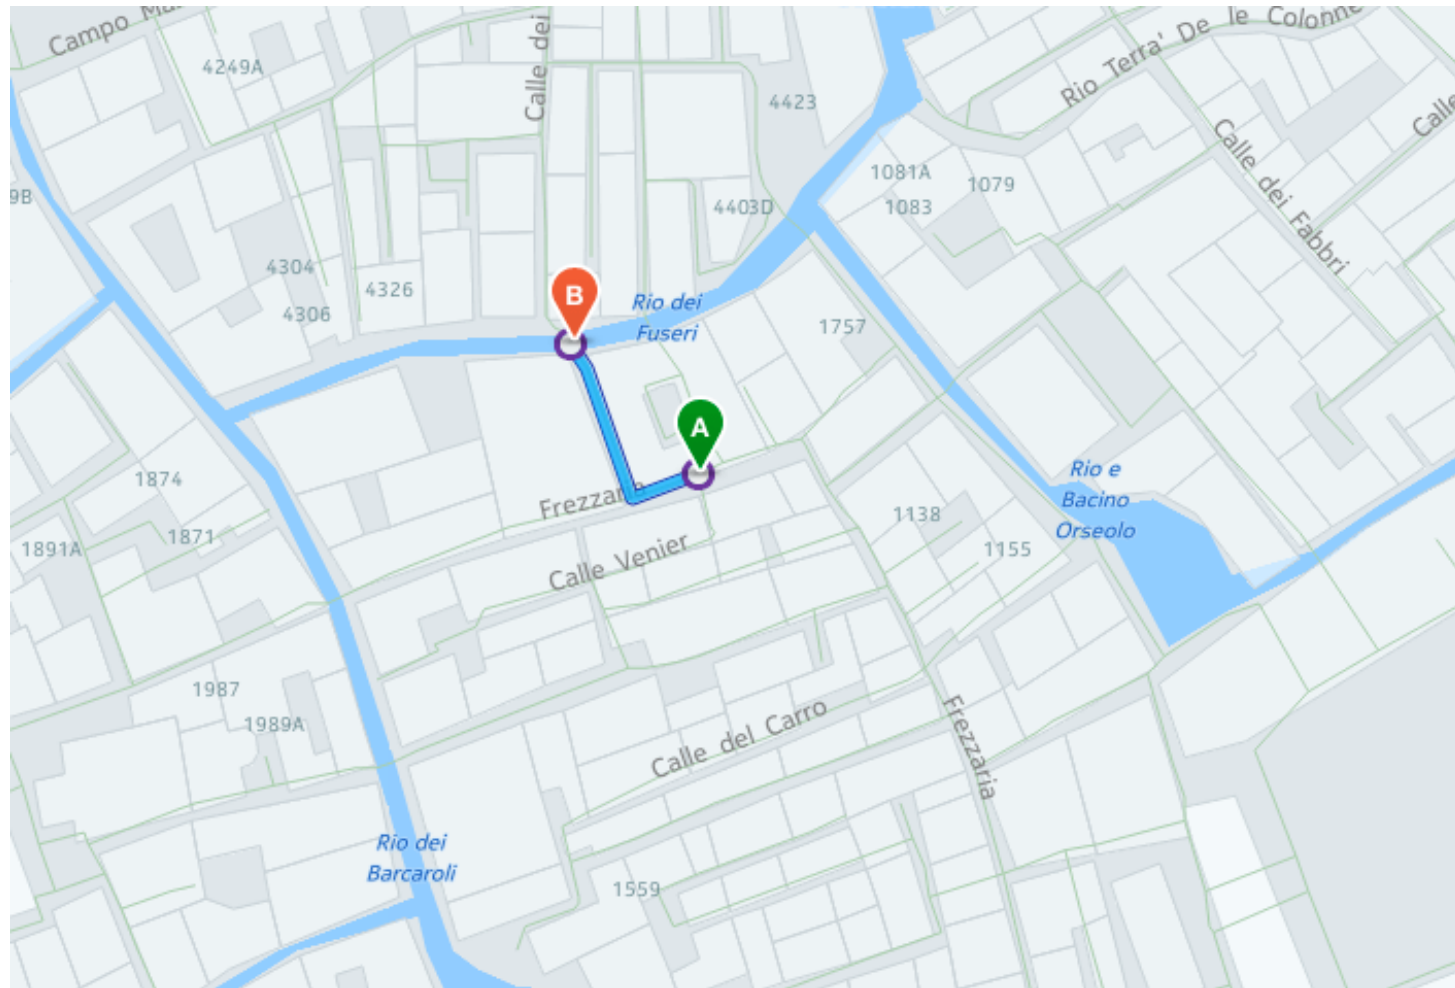 Campo Ma
4249A
Calle dei
4423
Rio Terra' De le Colonne
Calle dei Fabbri
Calle
9B
1081A
1079
1083
4403D
4304
4306
4326
B
Rio dei
Fuseri
1757
A
1874
1871
1891A
Frezzaria
Calle Venier
Rio e
Bacino
Orseolo
1138
1155
1987
1989A
Calle del Carro
Frezzaria
Rio dei
Barcaroli
1559